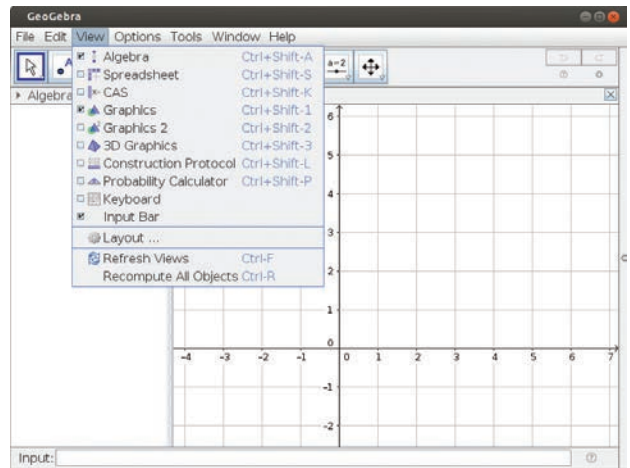 GeoGebra
File Edit View Options Tools Window Help
a=2
Algebra Ctrl+Shift-A
Spreadsheet Ctrl+Shift-S
CAS Ctrl+Shift-K
Graphics Ctrl+Shift-1
Graphics 2 Ctrl+Shift-2
3D Graphics Ctrl+Shift-3
Construction Protocol Ctrl+Shift-L
Probability Calculator Ctrl+Shift-P
Keyboard
Input Bar
Layout ...
Refresh Views Ctrl-F
Recompute All Objects Ctrl-R
A
Algebra
6
5
4
3
2
1
0
-4 -3 -2 -1 0 1 2 3 4 5 6 7
-1
-2
Input: